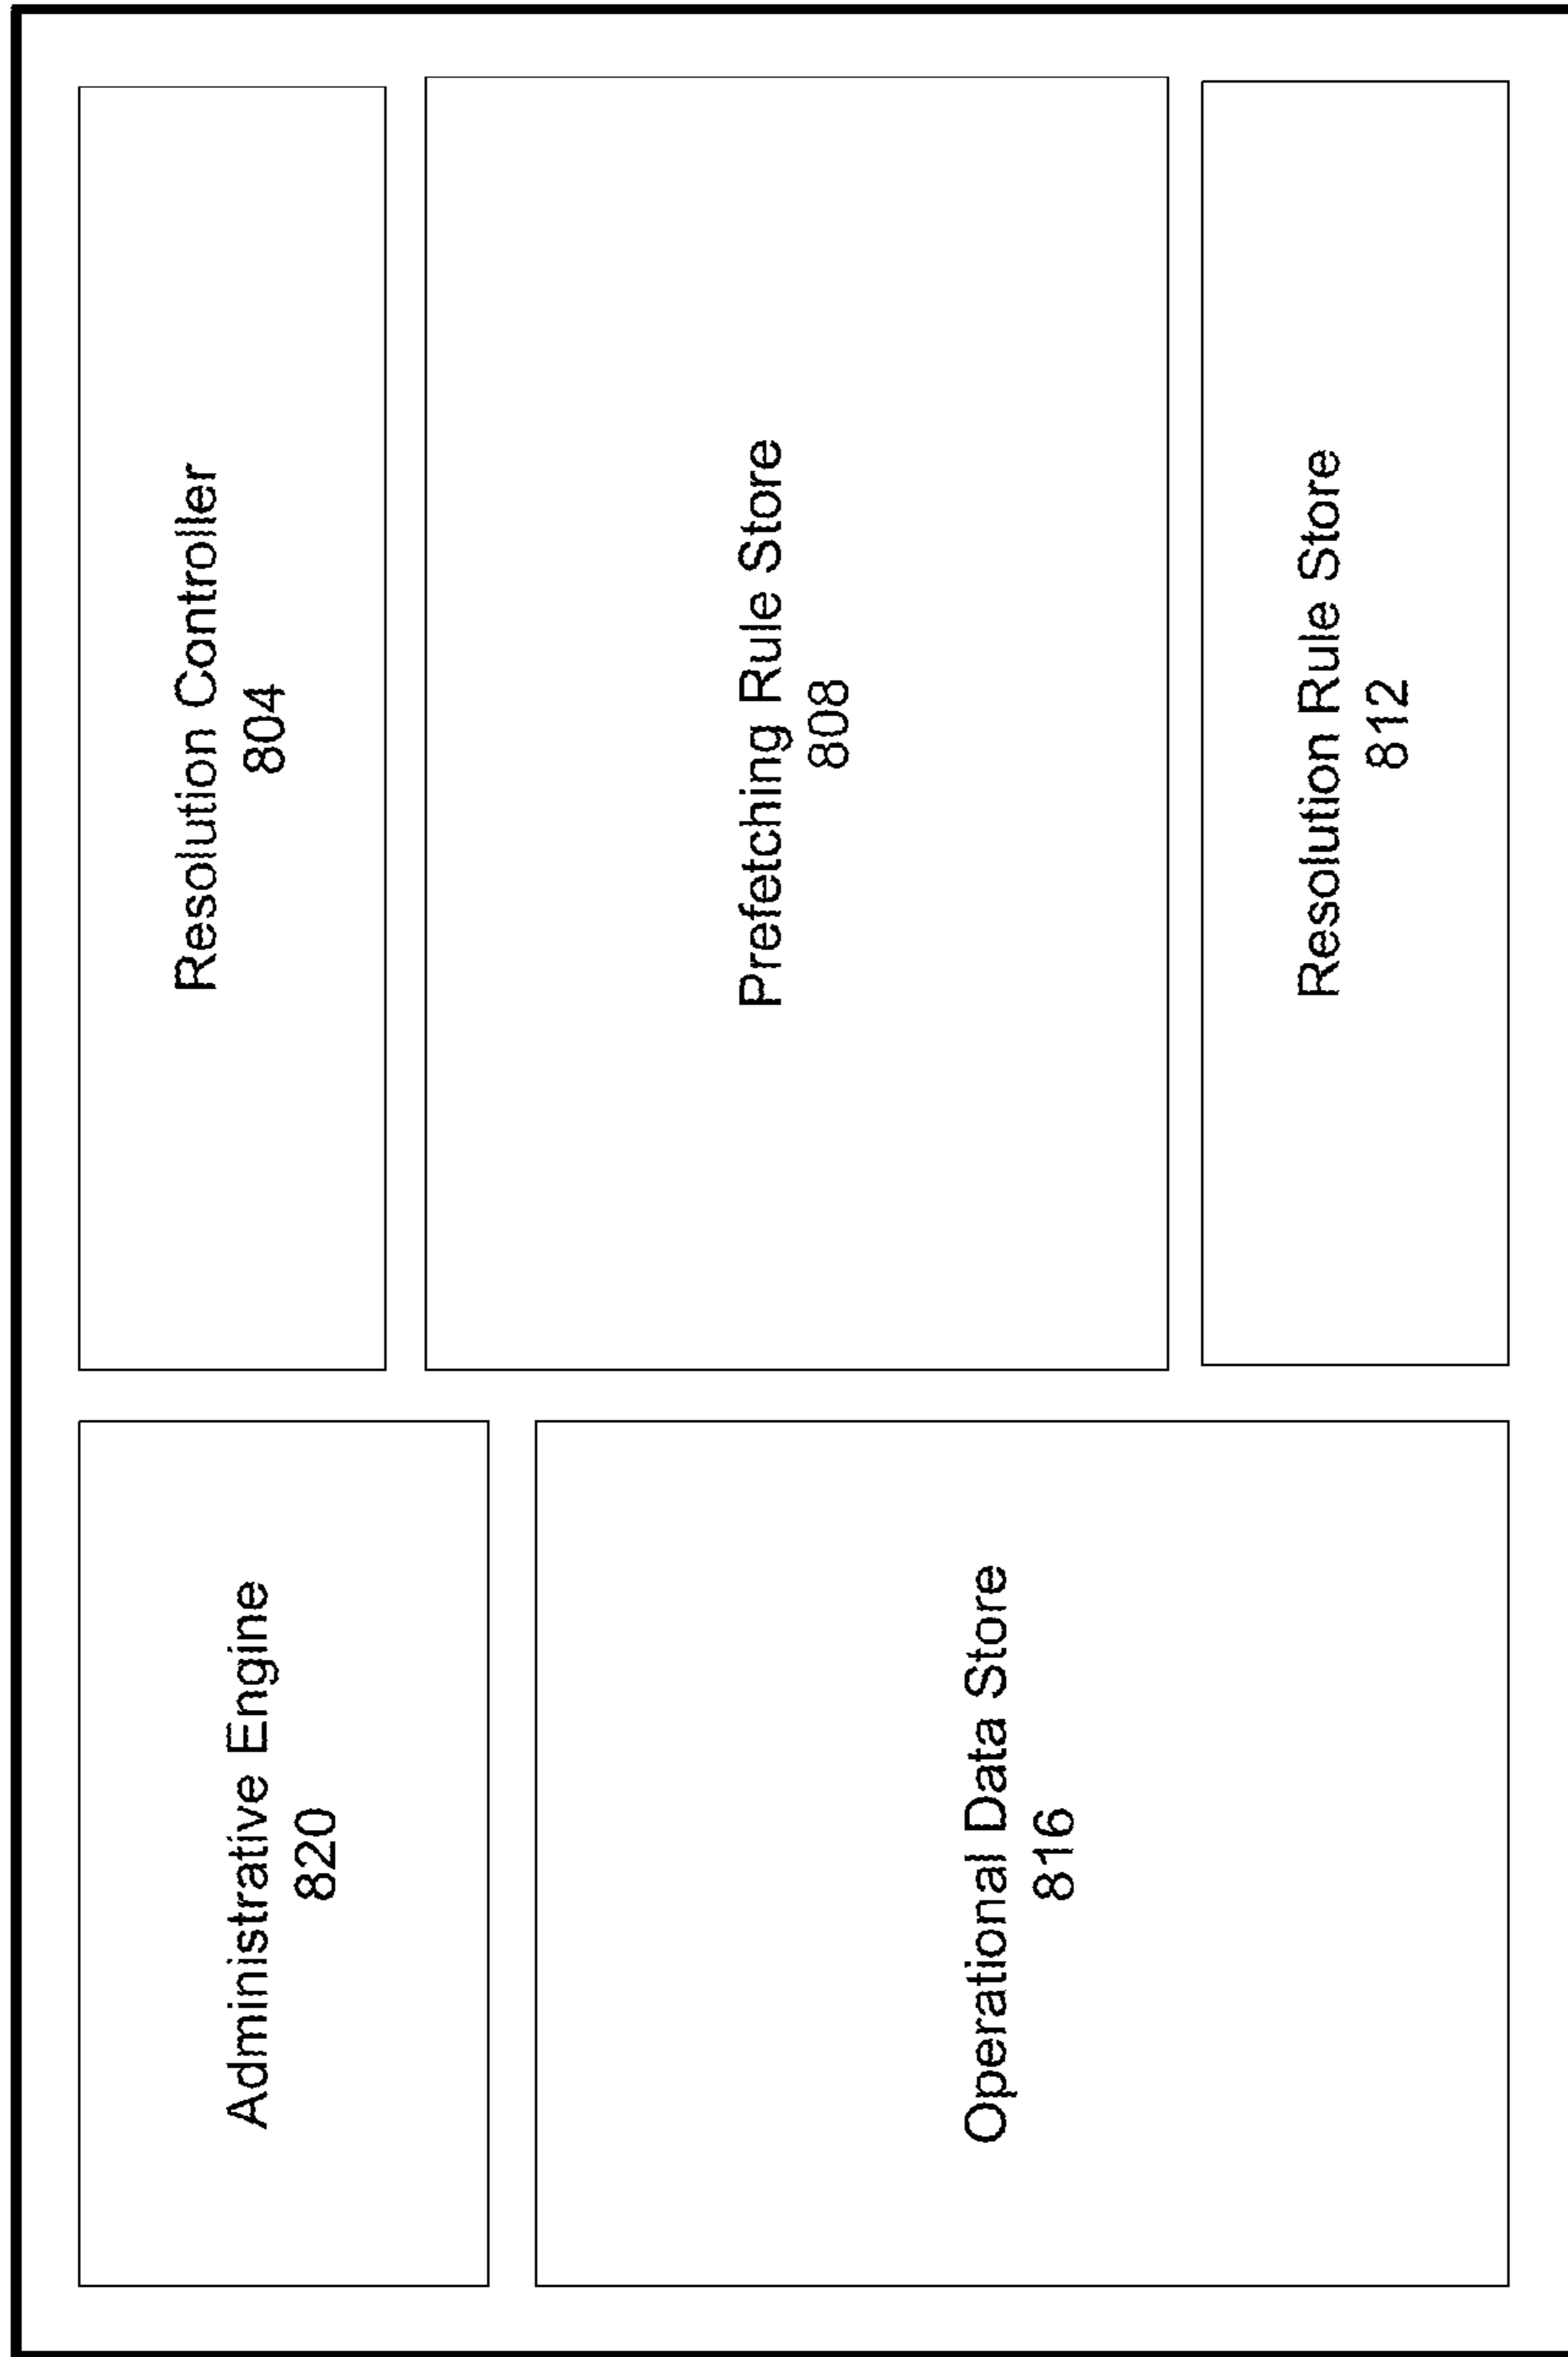 Administrative Engine
820
Operational Data Store
816
Resolution Controller
804
Prefetching Rule Store
808
Resolution Rule Store
812